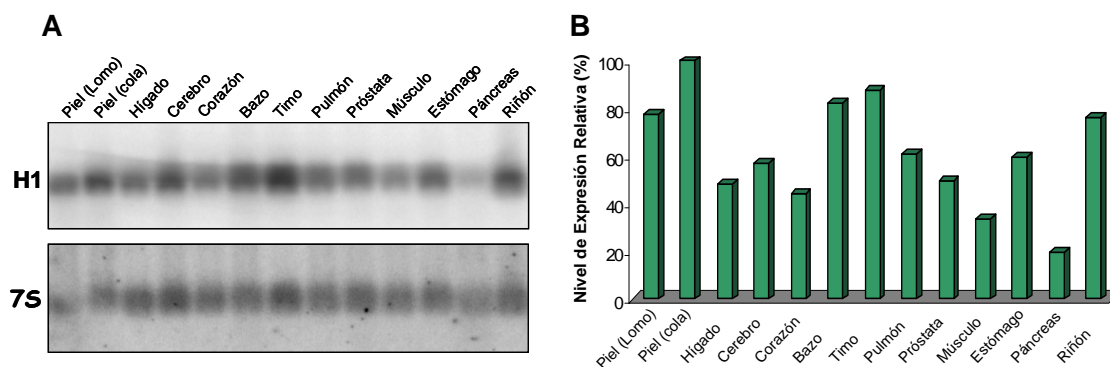 A
Piel (Lomo)
Piel (cola)
Hígado
Cerebro
Corazón
Bazo
Timo
Pulmón
Próstata
Músculo
Estómago
Páncreas
Riñón
H1
7S
B
Nivel de Expresión Relativa (%)
100
80
60
40
20
0
Piel (Lomo)
Piel (cola)
Hígado
Cerebro
Corazón
Bazo
Timo
Pulmón
Próstata
Músculo
Estómago
Páncreas
Riñón